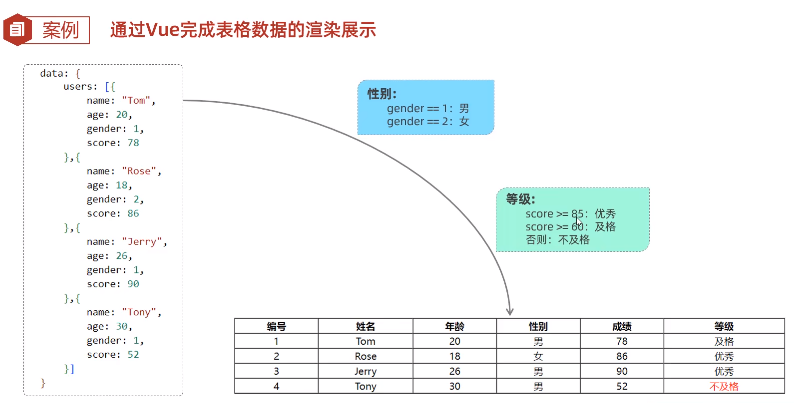 案例 通过Vue完成表格数据的渲染展示
data: {
users: [{
name: "Tom",
age: 20,
gender: 1,
score: 78
},{
name: "Rose",
age: 18,
gender: 2,
score: 86
},{
name: "Jerry",
age: 26,
gender: 1,
score: 90
},{
name: "Tony",
age: 30,
gender: 1,
score: 52
}]
}
性别：
gender == 1：男
gender == 2：女
等级：
score >= 85：优秀
score >= 60：及格
否则：不及格
编号 姓名 年龄 性别 成绩 等级
1 Tom 20 男 78 及格
2 Rose 18 女 86 优秀
3 Jerry 26 男 90 优秀
4 Tony 30 男 52 不及格